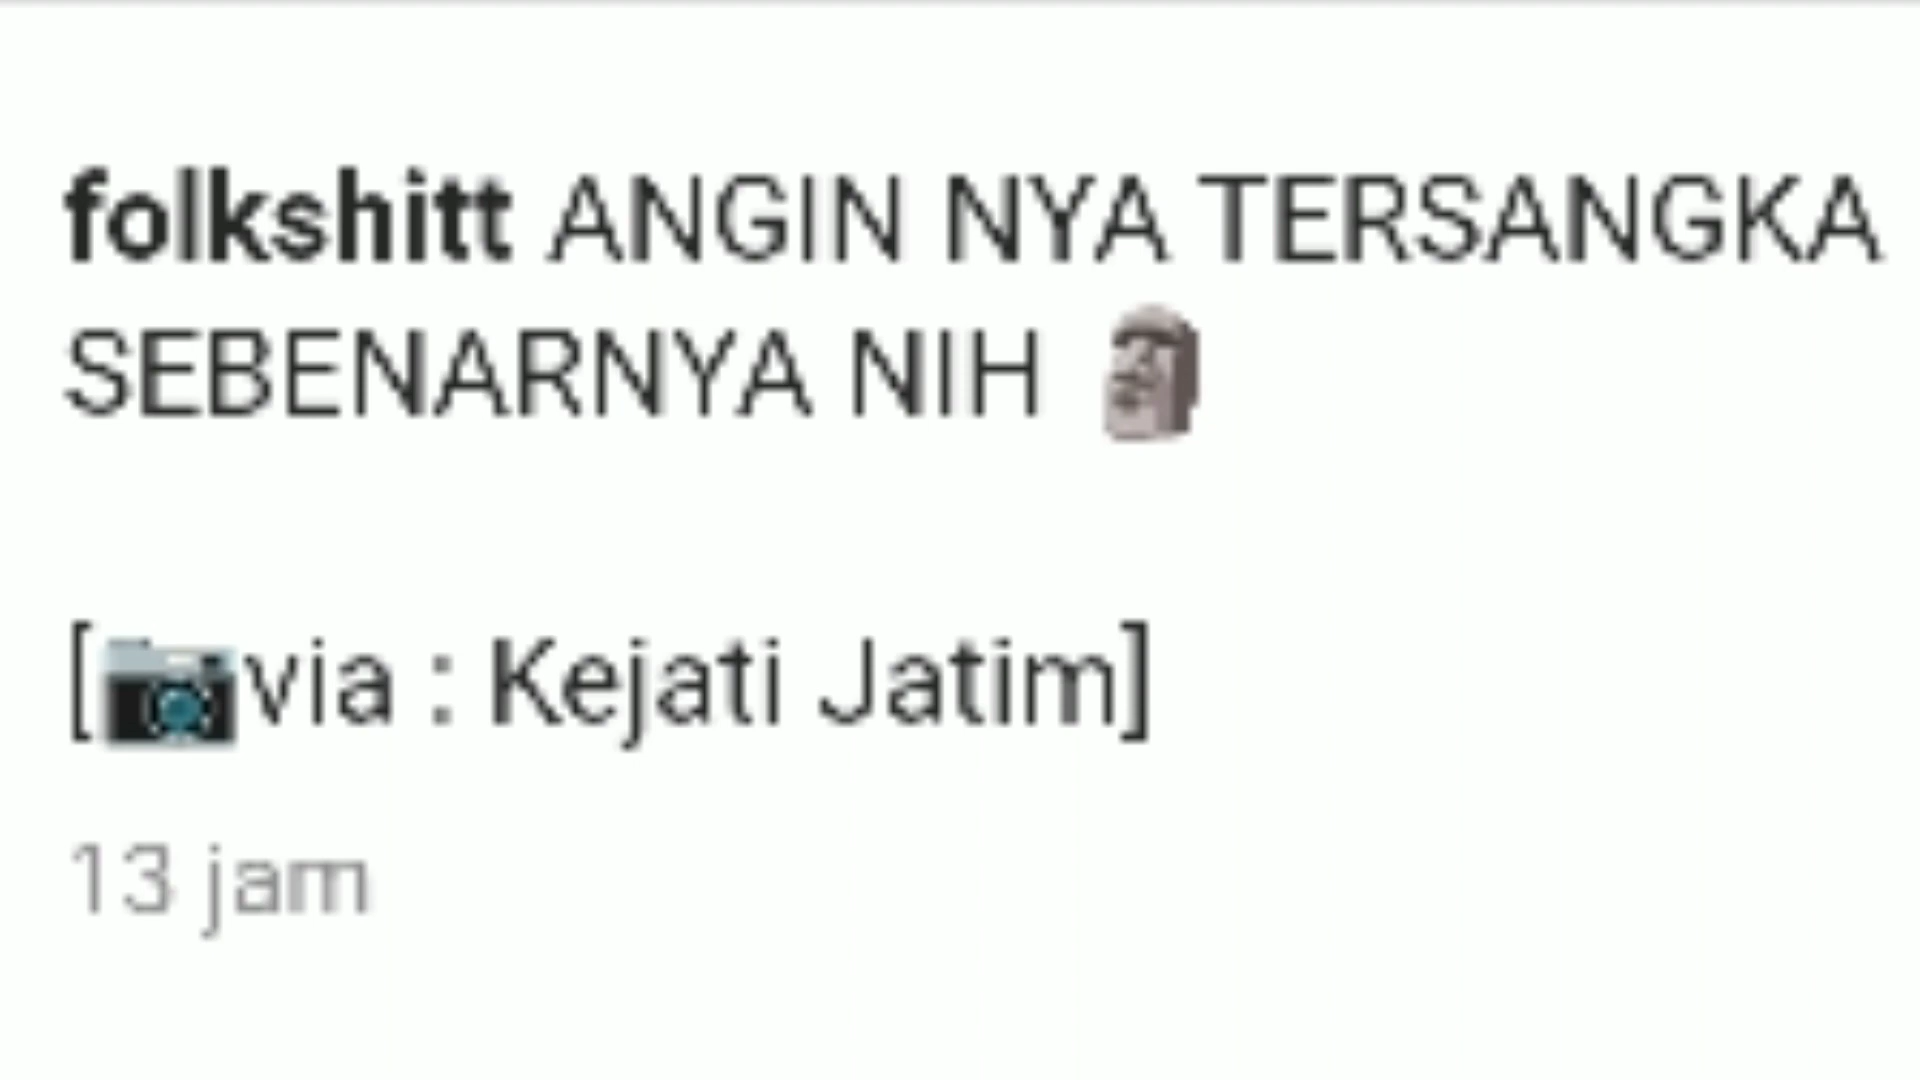 folkshitt ANGIN NYA TERSANGKA
SEBENARNYA NIH 🗿
[📷via : Kejati Jatim]
13 jam